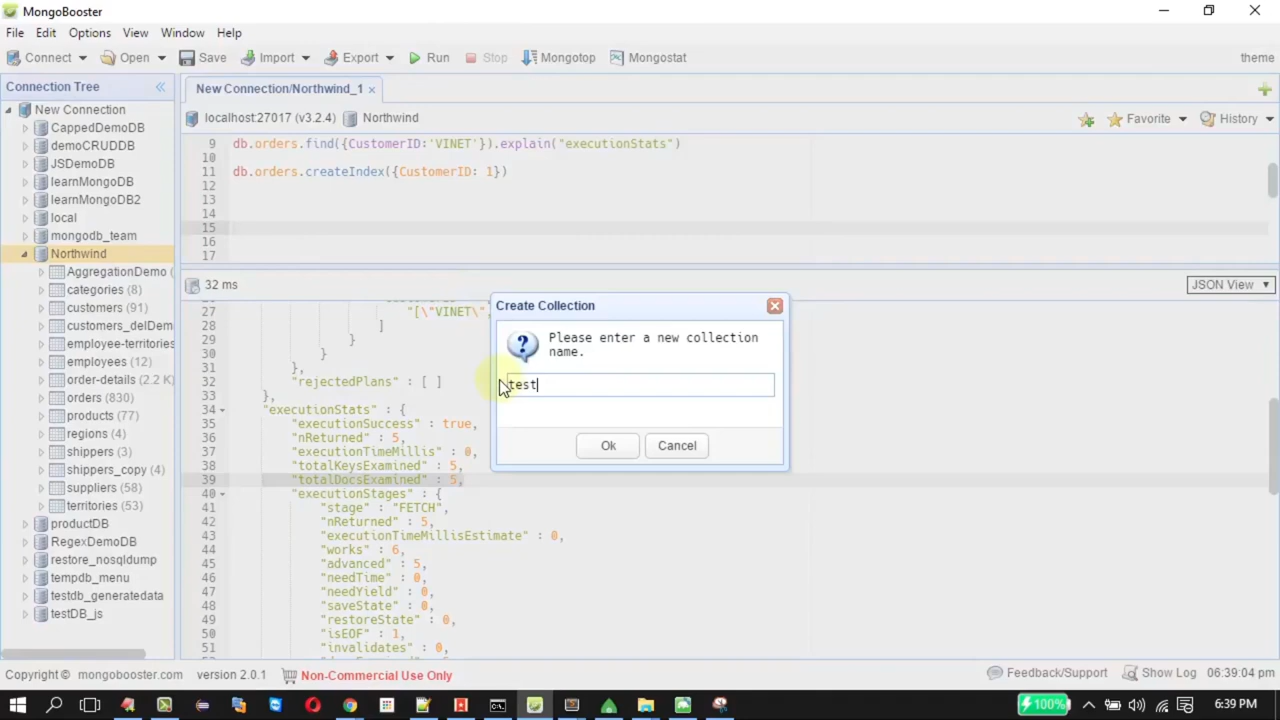 MongoBooster
File Edit Options View Window Help
Connect Open Save Import Export Run Stop Mongotop Mongostat theme
Connection Tree
New Connection
CappedDemoDB
demoCRUDDB
JSDemoDB
learnMongoDB
learnMongoDB2
local
mongodb_team
Northwind
AggregationDemo (
categories (8)
customers (91)
customers_delDem
employee-territories
employees (12)
order-details (2.2 K)
orders (830)
products (77)
regions (4)
shippers (3)
shippers_copy (4)
suppliers (58)
territories (53)
productDB
RegexDemoDB
restore_nosqldump
tempdb_menu
testdb_generatedata
testDB_js
New Connection/Northwind_1 ×
localhost:27017 (v3.2.4) Northwind Favorite History
9 db.orders.find({CustomerID:'VINET'}).explain("executionStats")
10
11 db.orders.createIndex({CustomerID: 1})
12
13
14
15
16
17
32 ms JSON View
27 "[\"VINET\",
28 ]
29 }
30 }
31 },
32 "rejectedPlans" : [ ]
33 },
34 "executionStats" : {
35 "executionSuccess" : true,
36 "nReturned" : 5,
37 "executionTimeMillis" : 0,
38 "totalKeysExamined" : 5,
39 "totalDocsExamined" : 5,
40 "executionStages" : {
41 "stage" : "FETCH",
42 "nReturned" : 5,
43 "executionTimeMillisEstimate" : 0,
44 "works" : 6,
45 "advanced" : 5,
46 "needTime" : 0,
47 "needYield" : 0,
48 "saveState" : 0,
49 "restoreState" : 0,
50 "isEOF" : 1,
51 "invalidates" : 0,
Create Collection
Please enter a new collection
name.
test
Ok Cancel
Copyright © mongobooster.com version 2.0.1 Non-Commercial Use Only Feedback/Support Show Log 06:39:04 pm
100% 6:39 PM